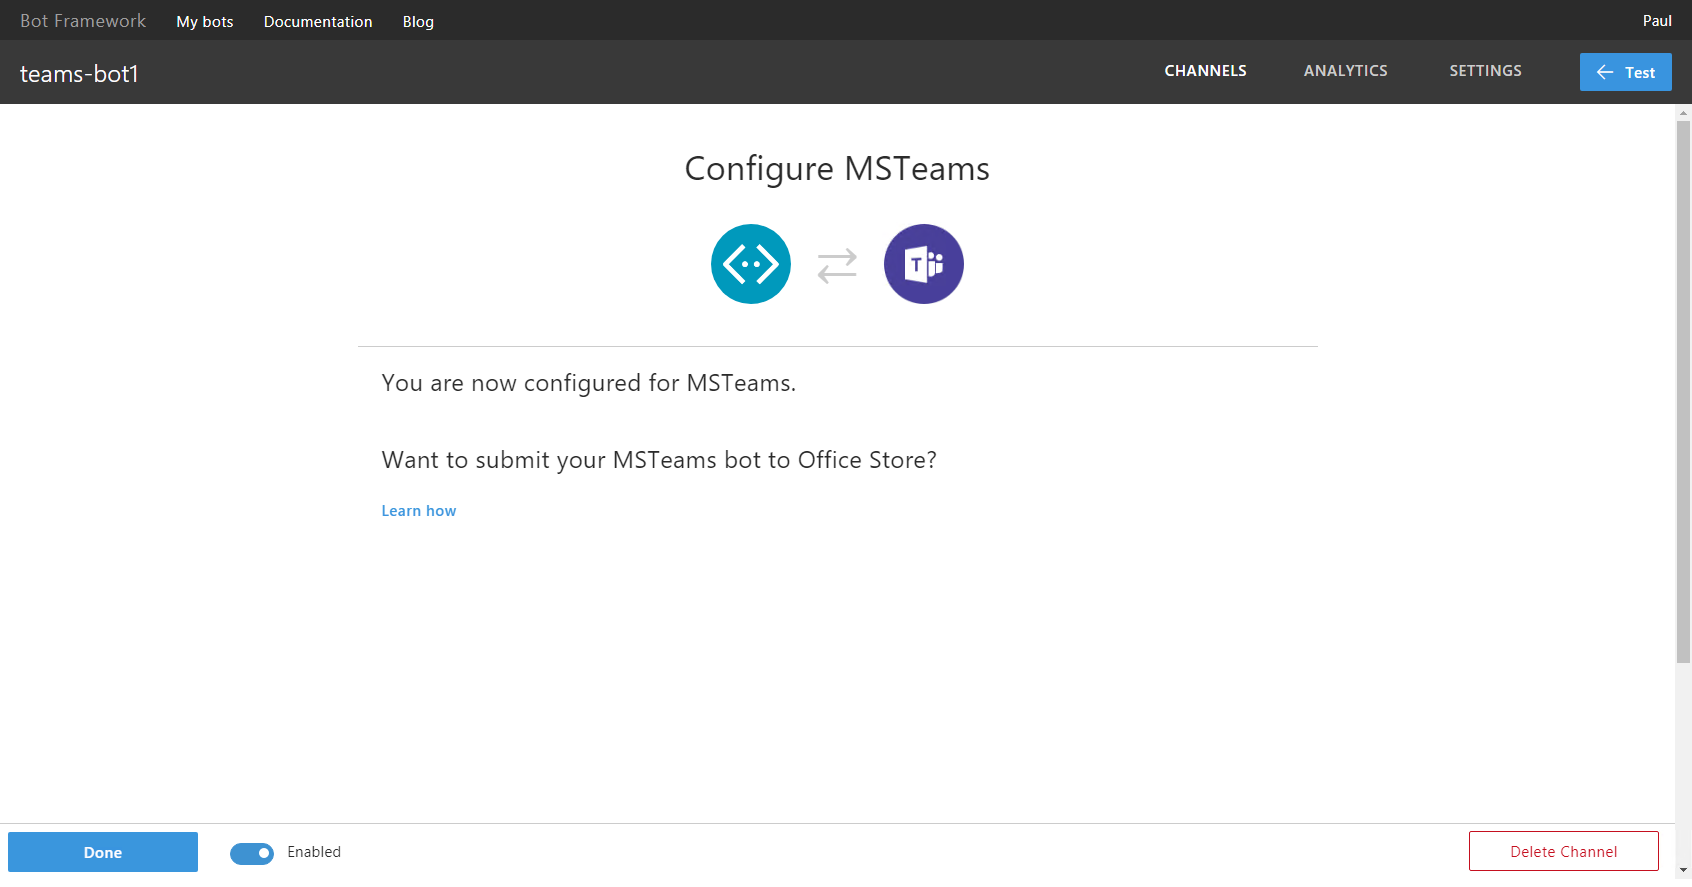 Bot Framework My bots Documentation Blog Paul
teams-bot1 CHANNELS ANALYTICS SETTINGS Test
Configure MSTeams
T
You are now configured for MSTeams.
Want to submit your MSTeams bot to Office Store?
Learn how
Done Enabled Delete Channel